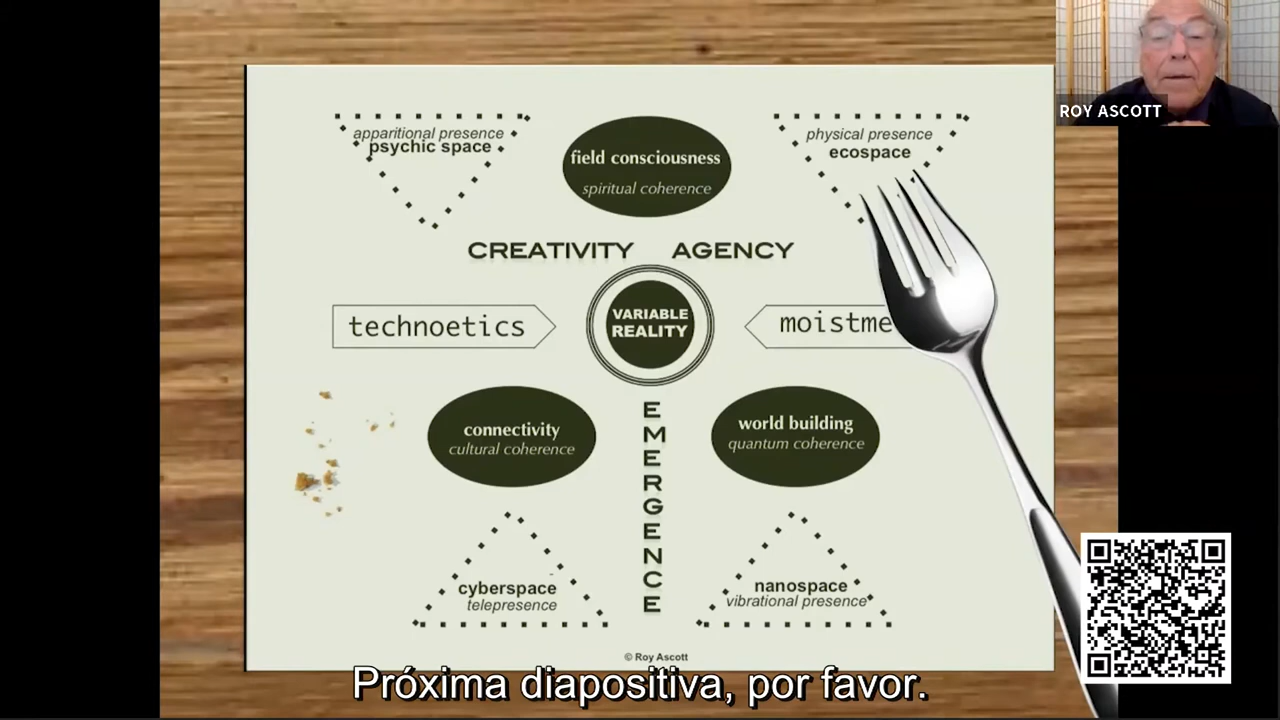 ROY ASCOTT
apparitional presence
psychic space
field consciousness
spiritual coherence
physical presence
ecospace
CREATIVITY AGENCY
technoetics
VARIABLE
REALITY
moistme
connectivity
cultural coherence
world building
quantum coherence
EMERGENCE
cyberspace
telepresence
nanospace
vibrational presence
© Roy Ascott
Próxima diapositiva, por favor.